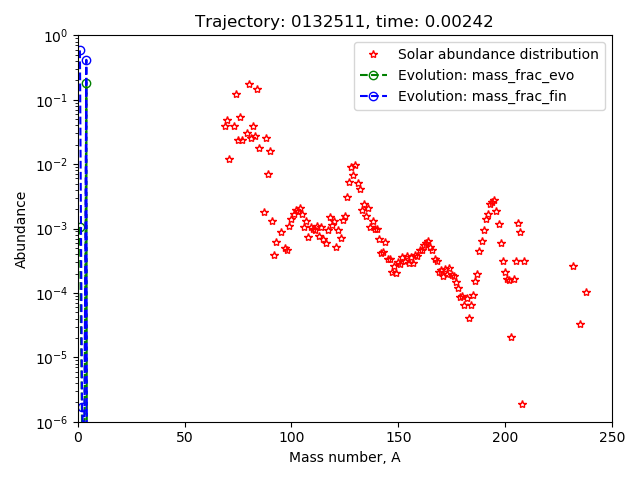 Trajectory: 0132511, time: 0.00242
Solar abundance distribution
Evolution: mass_frac_evo
Evolution: mass_frac_fin
Abundance
10⁰
10⁻¹
10⁻²
10⁻³
10⁻⁴
10⁻⁵
10⁻⁶
0 50 100 150 200 250
Mass number, A